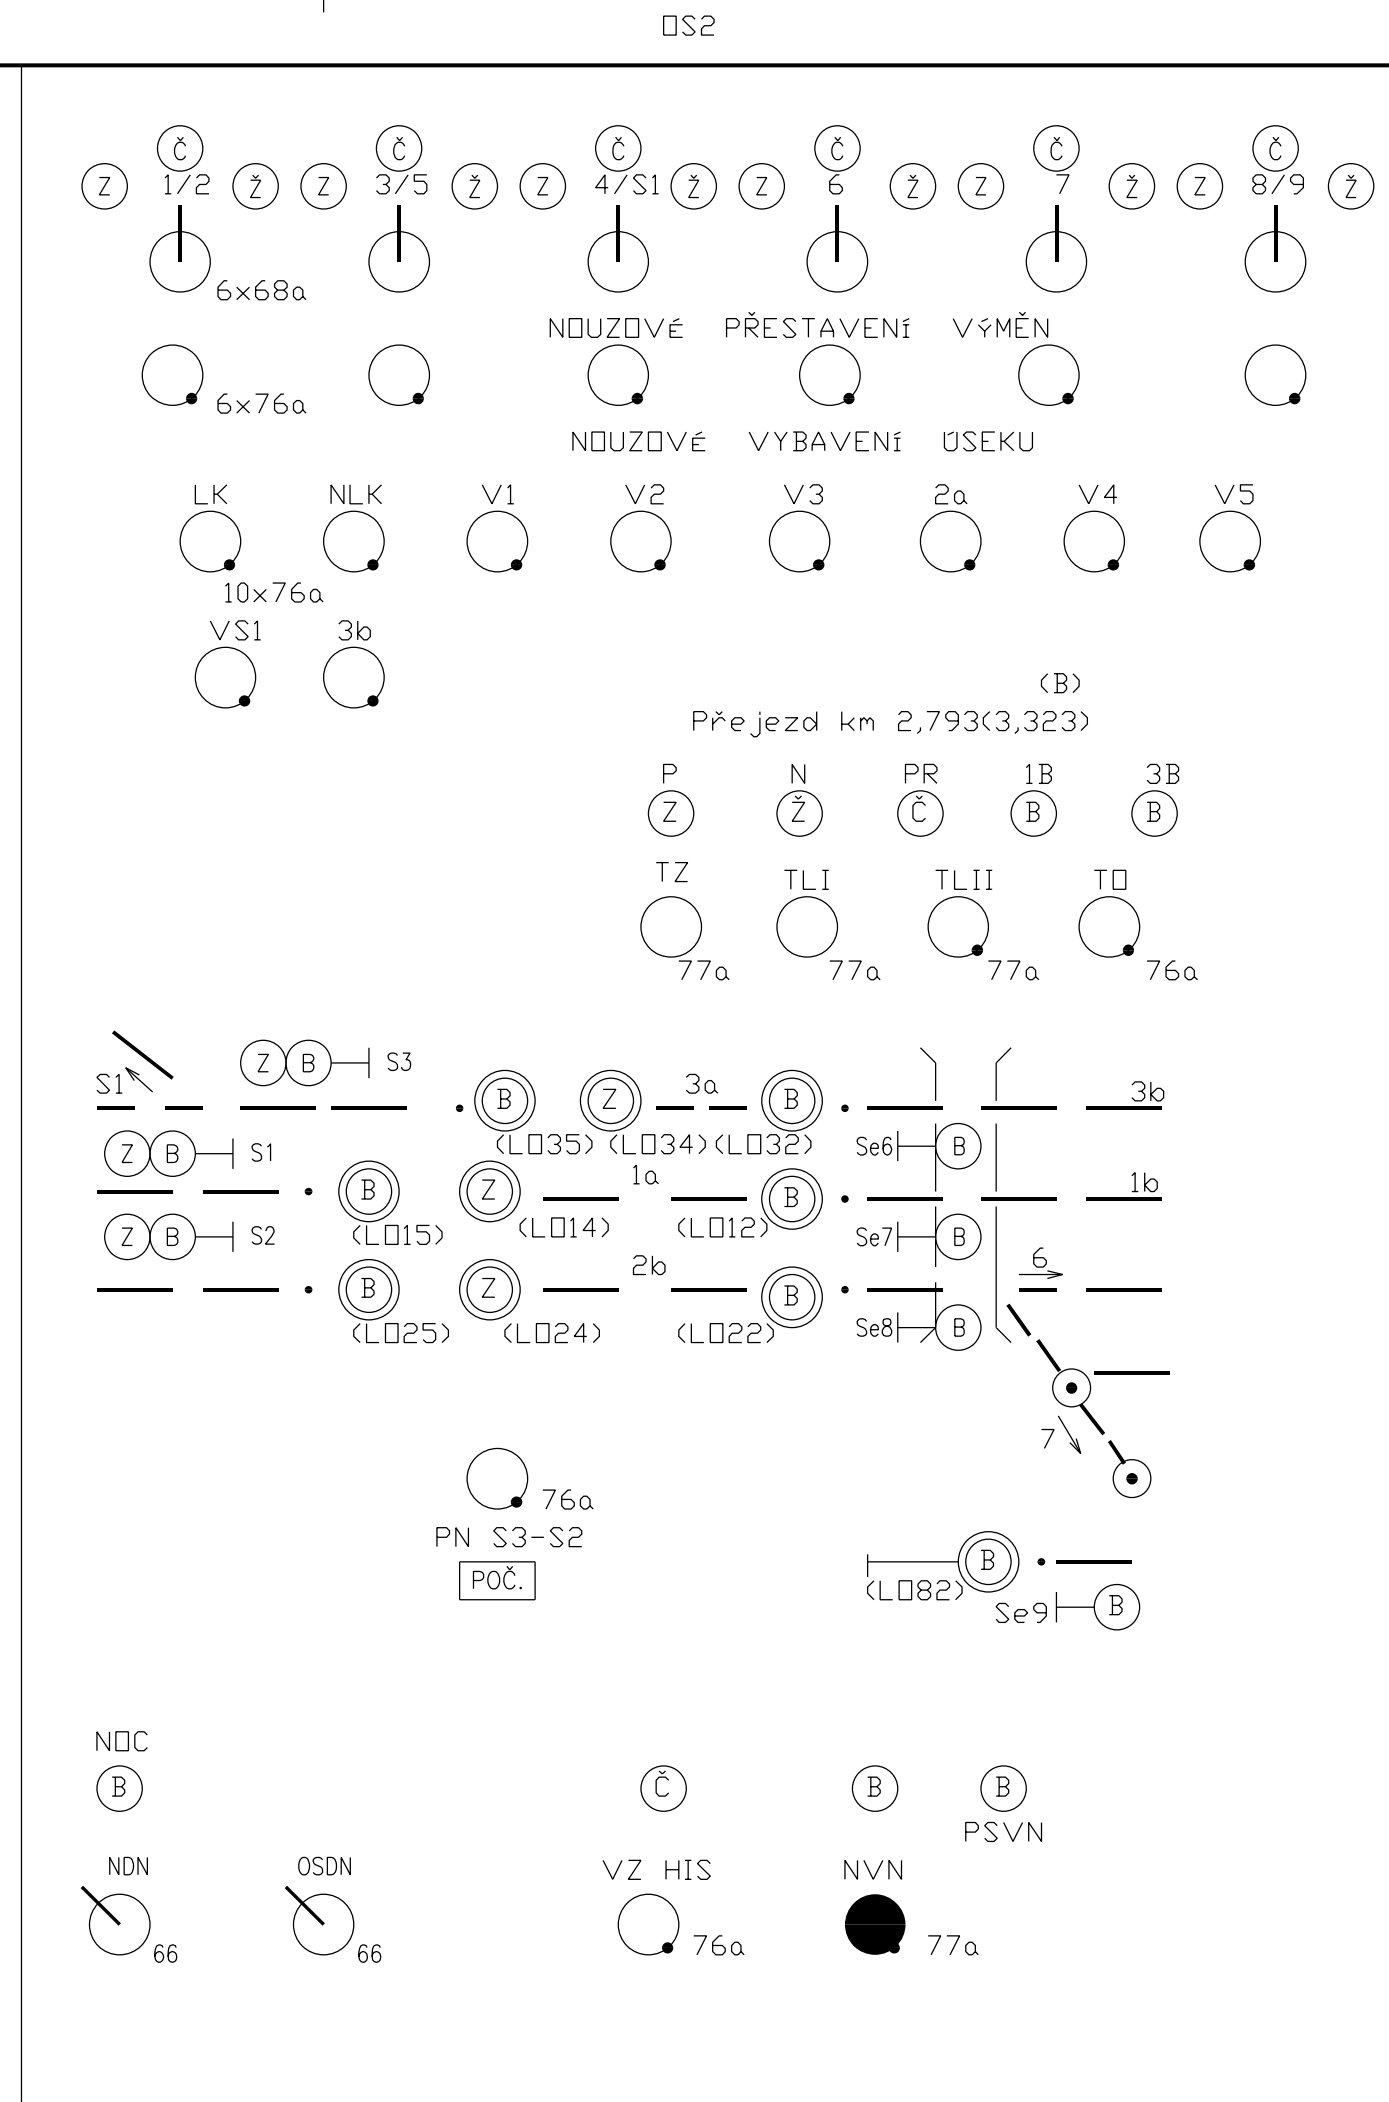 OS2
Č Č Č Č Č Č
Z 1/2 Ž Z 3/5 Ž Z 4/S1 Ž Z 6 Ž Z 7 Ž Z 8/9 Ž
6x68a
NOUZOVÉ PŘESTAVENÍ VÝMĚN
6x76a
NOUZOVÉ VYBAVENÍ ÚSEKU
LK NLK V1 V2 V3 2a V4 V5
10x76a
VS1 3b
(B)
Přejezd km 2,793(3,323)
P N PR 1B 3B
Z Ž Č B B
TZ TLI TLII TO
77a 77a 77a 76a
Z B S3
S1 B Z 3a B 3b
(LO35) (LO34) (LO32) Se6 B
Z B S1
B Z 1a B 1b
(LO15) (LO14) (LO12)
Z B S2 Se7 B
B Z 2b B 6
(LO25) (LO24) (LO22) Se8 B
7
76a
PN S3-S2
POČ.
B
(LO82)
Se9 B
NOC
B Č B B
PSVN
NDN OSDN VZ HIS NVN
66 66 76a 77a